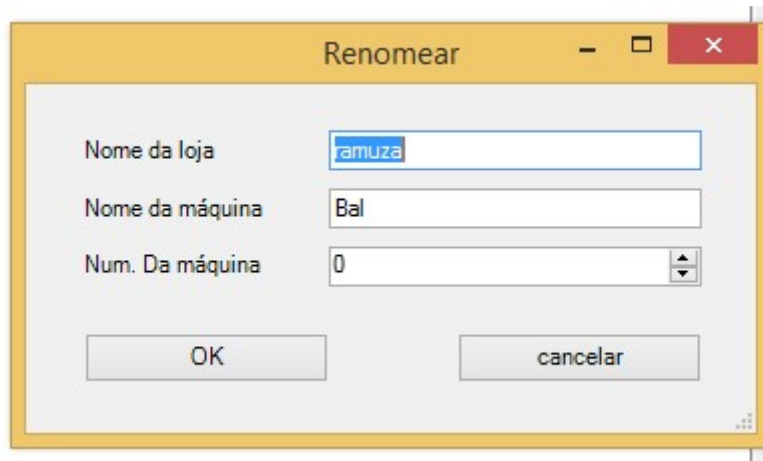 Renomear
Nome da loja ramuza
Nome da máquina Bal
Num. Da máquina 0
OK cancelar